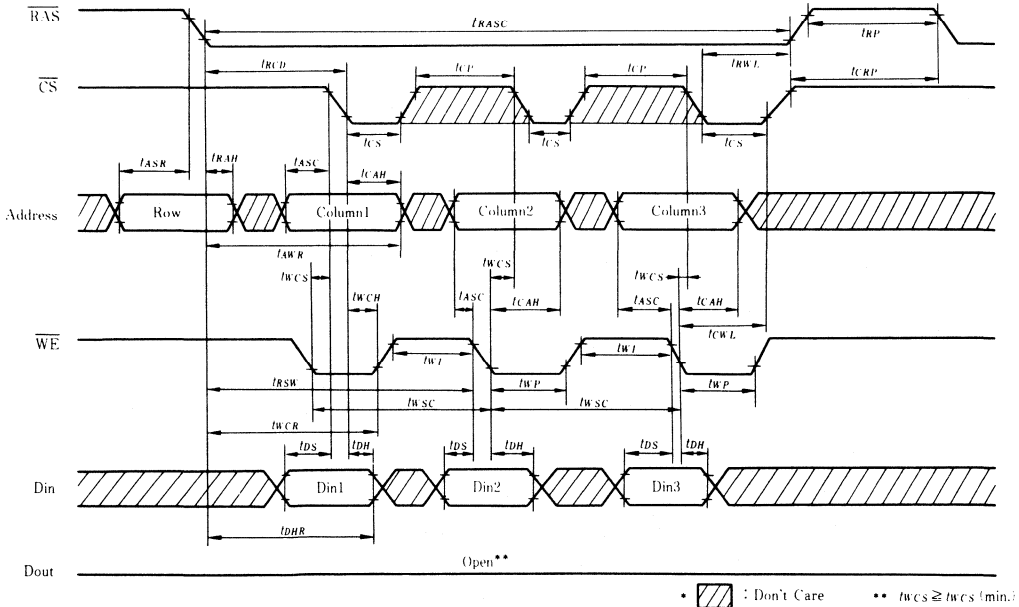 RAS
tRASC
tRP
tRCD
tRWL
tCRP
CS
tCP
tCP
tCS
tCS
tCS
tASR
tRAH
tASC
tCAH
Address
Row
Column1
Column2
Column3
tAWR
tWCS
tWCS
tWCS
tWCH
tASC
tCAH
tASC
tCAH
tCWL
WE
tWI
tWI
tRSW
tWP
tWP
tWSC
tWSC
tWCR
tDS
tDH
tDS
tDH
tDS
tDH
Din
Din1
Din2
Din3
tDHR
Open**
Dout
* : Don't Care ** tWCS ≧ tWCS (min.)